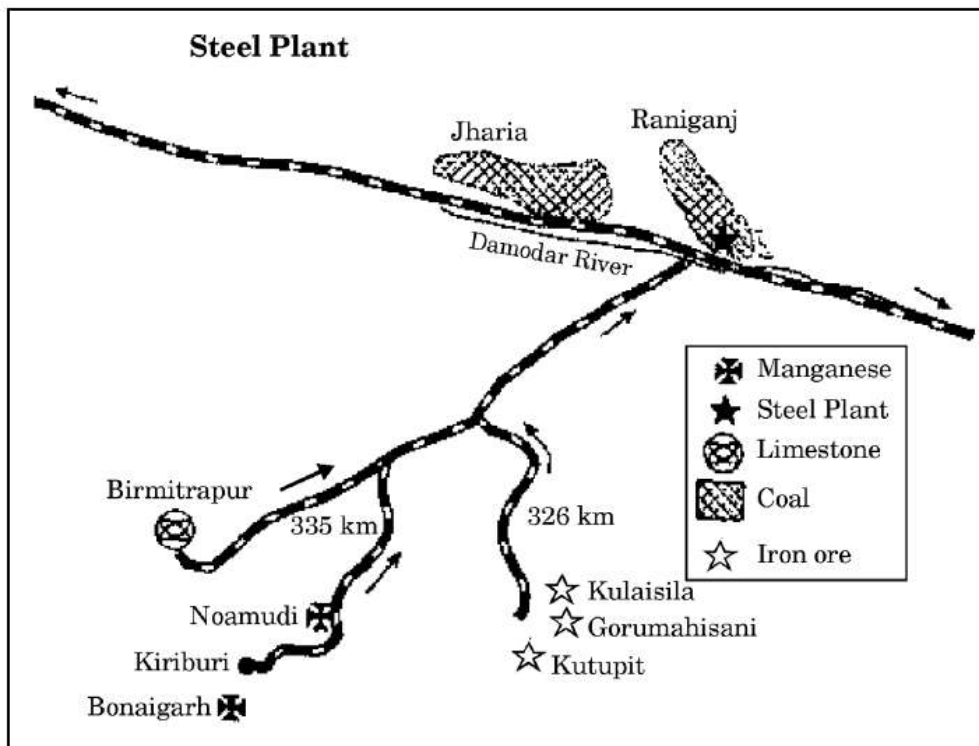 Steel Plant
Raniganj
Jharia
Damodar River
Manganese
Steel Plant
Limestone
Coal
Iron ore
Birmitrapur
335 km
326 km
Kulaisila
Noamudi
Gorumahisani
Kiriburi
Kutupit
Bonaigarh